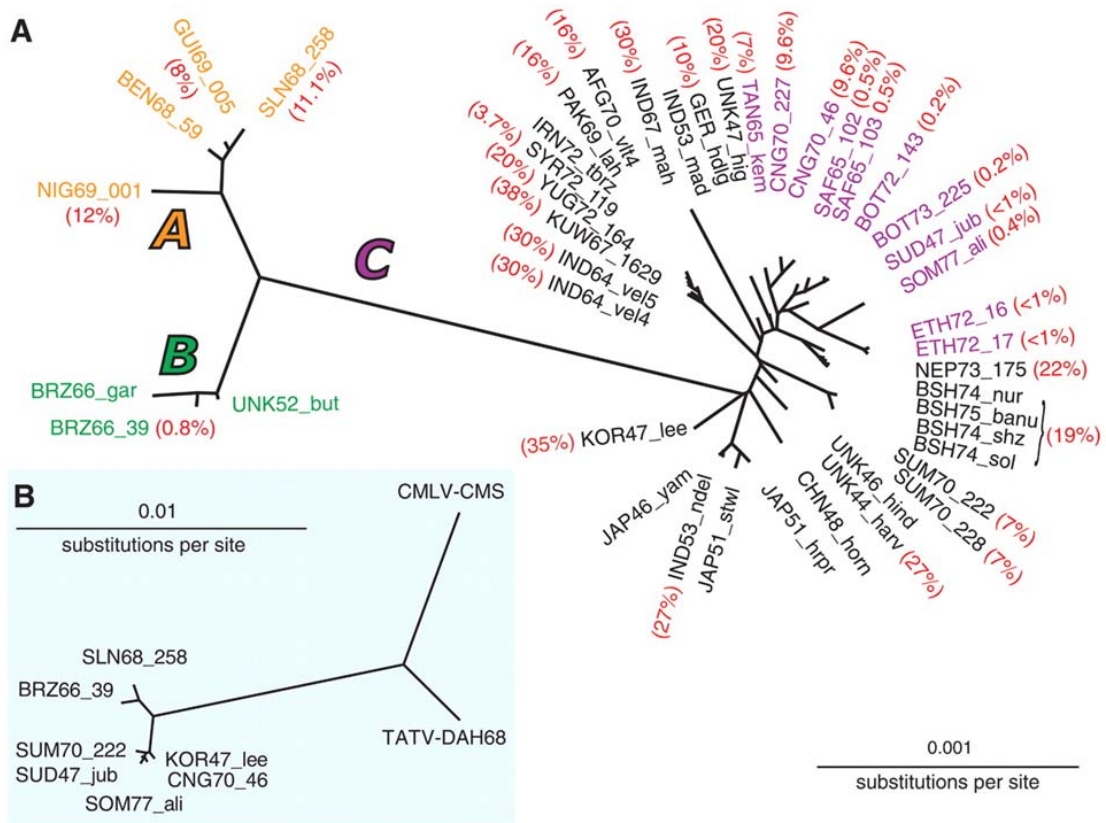 A
BEN68_59
GUI69_005
(8%)
SLN68_258
(11.1%)
NIG69_001
(12%)
A
B
C
BRZ66_gar
BRZ66_39 (0.8%)
UNK52_but
(30%) IND64_vel4
(30%) IND64_vel5
KUW67_1629
(38%) YUG72_164
(20%) SYR72_119
(3.7%) IRN72_tbrz
(16%) PAK69_lah
(16%) AFG70_vlt4
(30%) IND67_mah
IND53_mad
(10%) GER_hdlg
(20%) UNK47_hig
(7%) TAN65_kem
CNG70_227 (9.6%)
CNG70_46 (9.6%)
SAF65_102 (0.5%)
SAF65_103 0.5%)
BOT72_143 (0.2%)
BOT73_225 (0.2%)
SUD47_jub (<1%)
SOM77_ali (0.4%)
ETH72_16 (<1%)
ETH72_17 (<1%)
NEP73_175 (22%)
BSH74_nur
BSH75_banu
BSH74_shz
BSH74_sol
(19%)
SUM70_222 (7%)
SUM70_228 (7%)
UNK46_hind
UNK44_harv (27%)
CHN48_horn
JAP51_hrpr
JAP51_stwl
(27%) IND53_ndel
JAP46_yam
(35%) KOR47_lee
0.001
substitutions per site
B
0.01
substitutions per site
CMLV-CMS
SLN68_258
BRZ66_39
TATV-DAH68
SUM70_222
SUD47_jub
KOR47_lee
CNG70_46
SOM77_ali